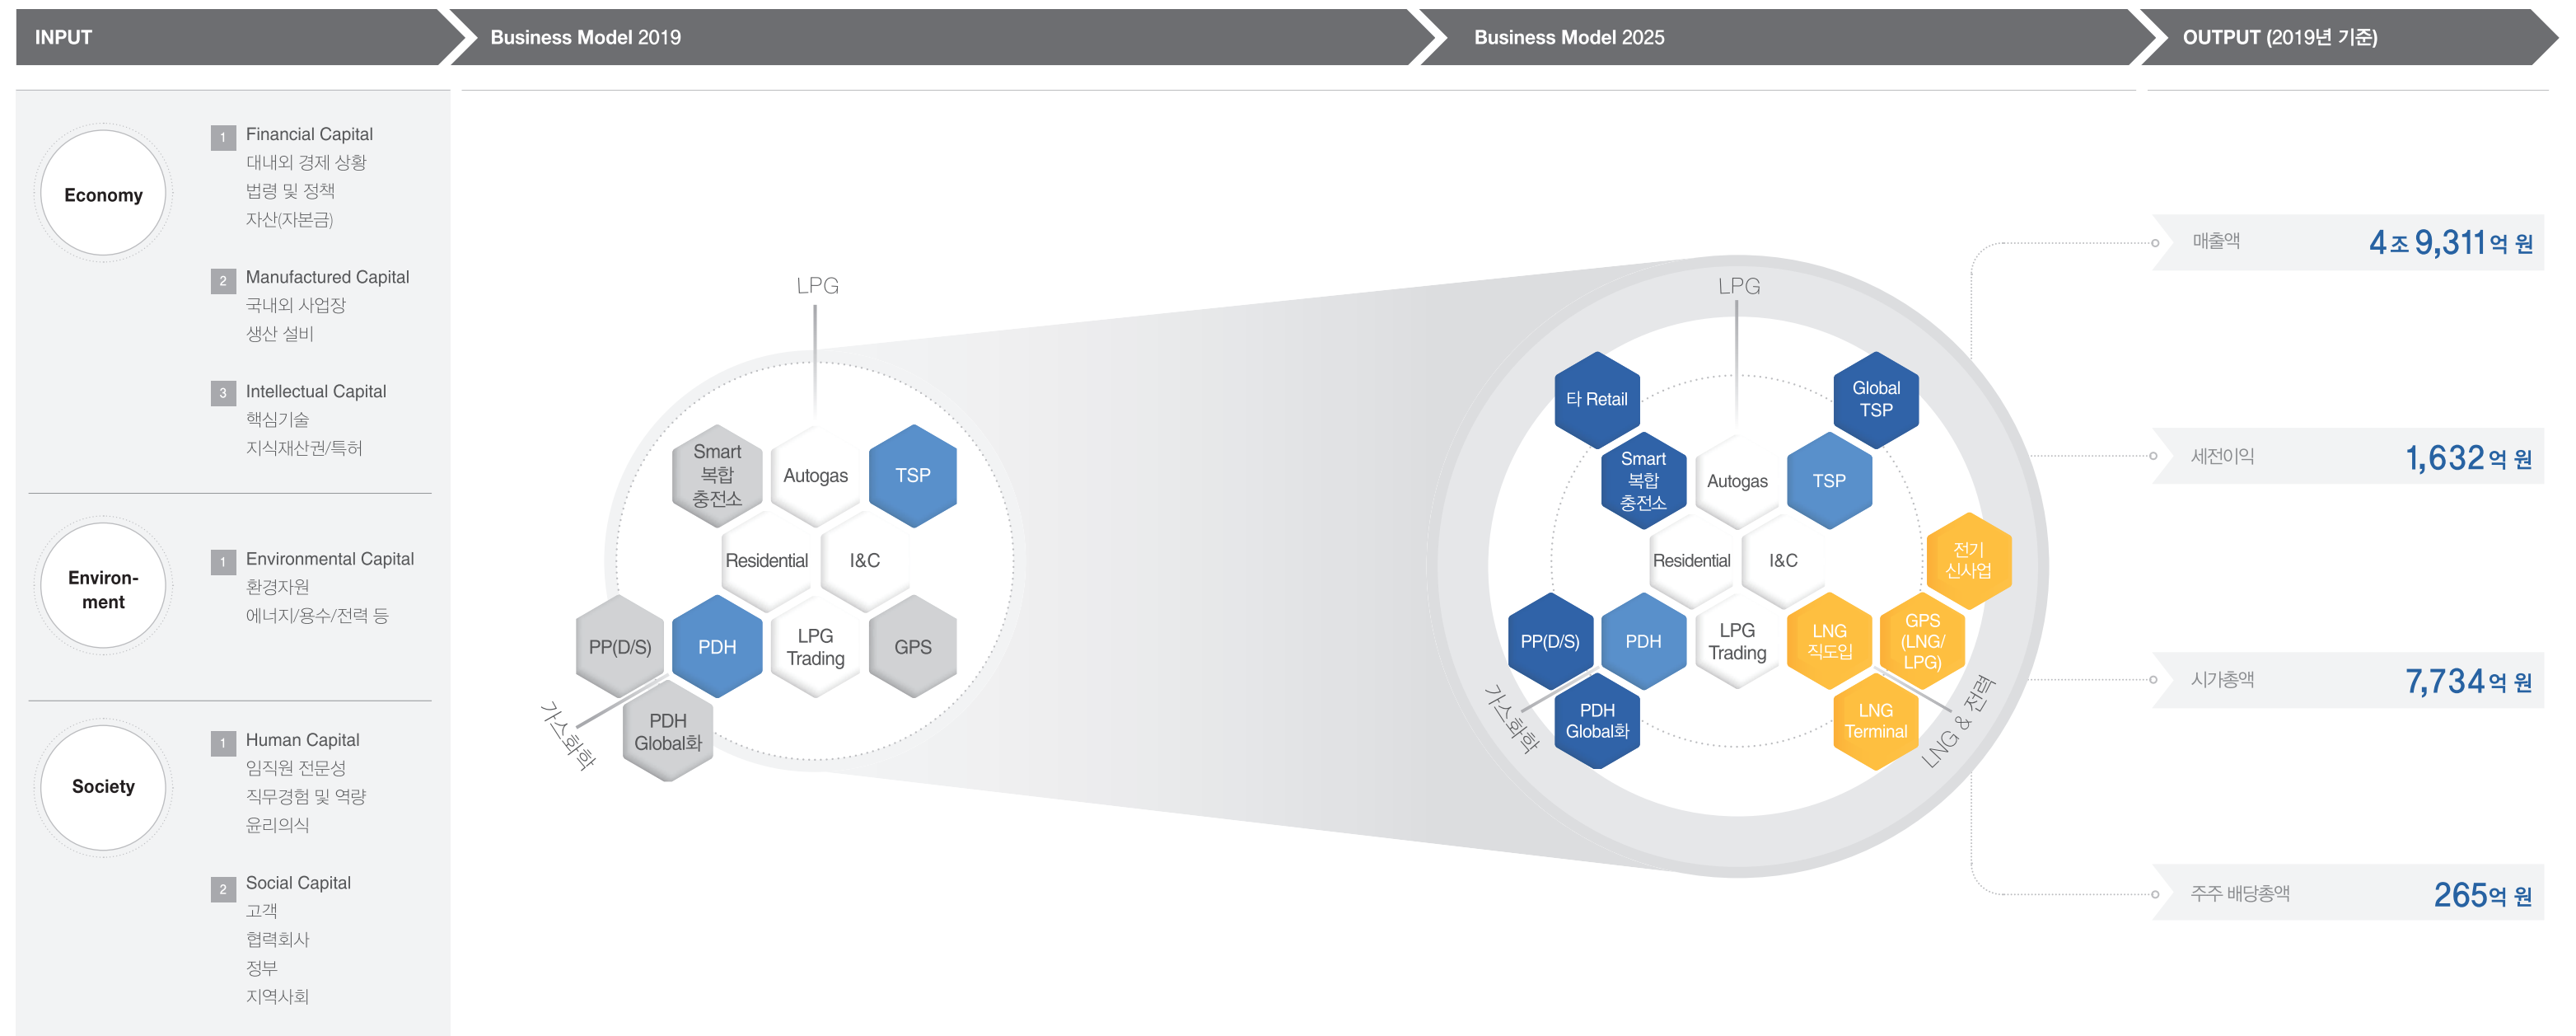 INPUT
Business Model 2019
Business Model 2025
OUTPUT (2019년 기준)
Economy
1 Financial Capital
대내외 경제 상황
법령 및 정책
자산(자본금)
2 Manufactured Capital
국내외 사업장
생산 설비
3 Intellectual Capital
핵심기술
지식재산권/특허
Environ-
ment
1 Environmental Capital
환경자원
에너지/용수/전력 등
Society
1 Human Capital
임직원 전문성
직무경험 및 역량
윤리의식
2 Social Capital
고객
협력회사
정부
지역사회
LPG
Smart
복합
충전소
Autogas
TSP
Residential
I&C
PP(D/S)
PDH
LPG
Trading
GPS
PDH
Global화
가스화학
LPG
타 Retail
Global
TSP
Smart
복합
충전소
Autogas
TSP
Residential
I&C
전기
신사업
PP(D/S)
PDH
LPG
Trading
LNG
직도입
GPS
(LNG/
LPG)
PDH
Global화
LNG
Terminal
가스화학
LNG & 전력
매출액 4조 9,311억 원
세전이익 1,632억 원
시가총액 7,734억 원
주주 배당총액 265억 원